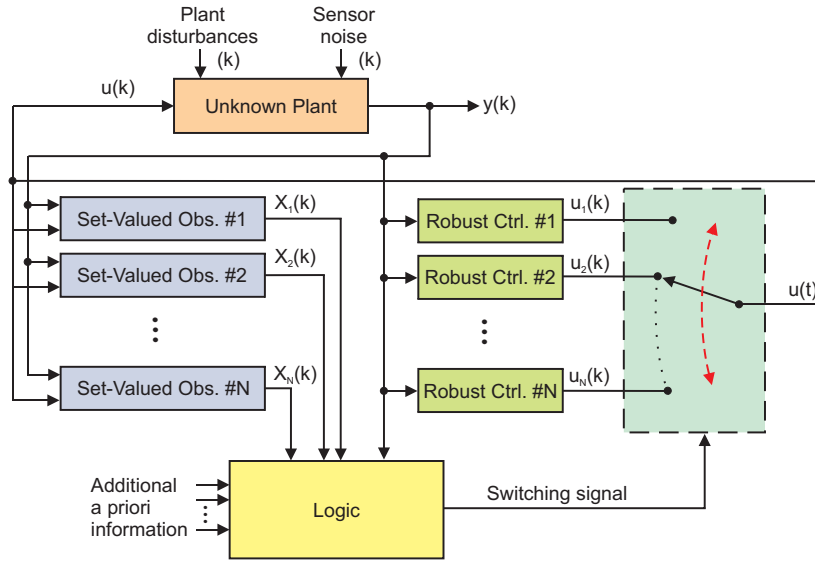 Plant
disturbances
(k)
Sensor
noise
(k)
u(k)
Unknown Plant
y(k)
Set-Valued Obs. #1
X1(k)
Robust Ctrl. #1
u1(k)
Set-Valued Obs. #2
X2(k)
Robust Ctrl. #2
u2(k)
u(t)
Set-Valued Obs. #N
XN(k)
Robust Ctrl. #N
uN(k)
Additional
a priori
information
Logic
Switching signal